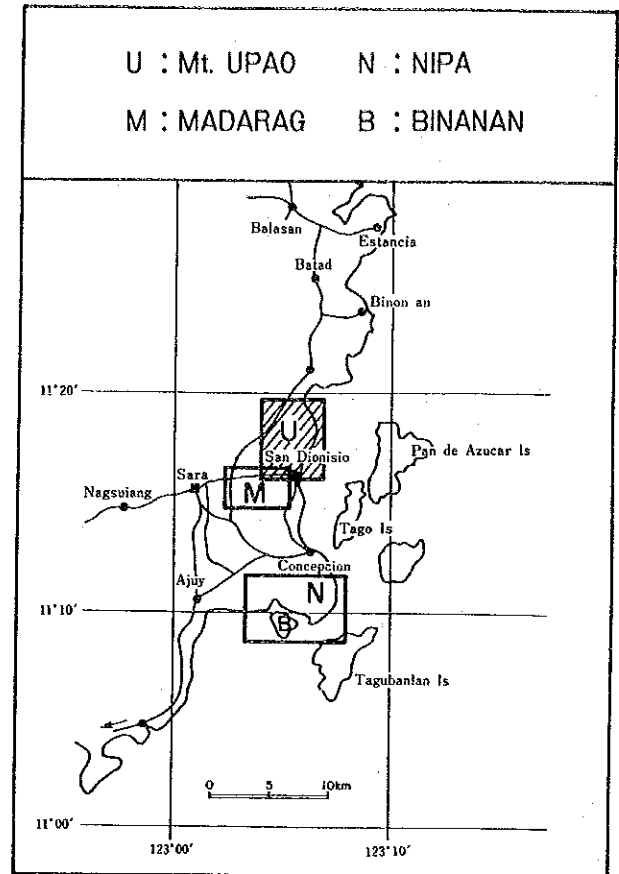 U : Mt. UPAO N : NIPA
M : MADARAG B : BINANAN
Balasan
Estancia
Batad
Binon an
11°20'
U
San Dionisio
Pan de Azucar Is
Sara
M
Nagsuiang
Tago Is
Concepcion
Ajuy
N
11°10'
B
Tagubanlan Is
0 5 10km
11°00'
123°00' 123°10'